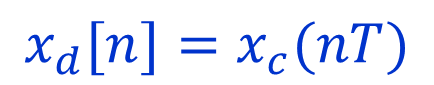 x_d[n] = x_c(nT)